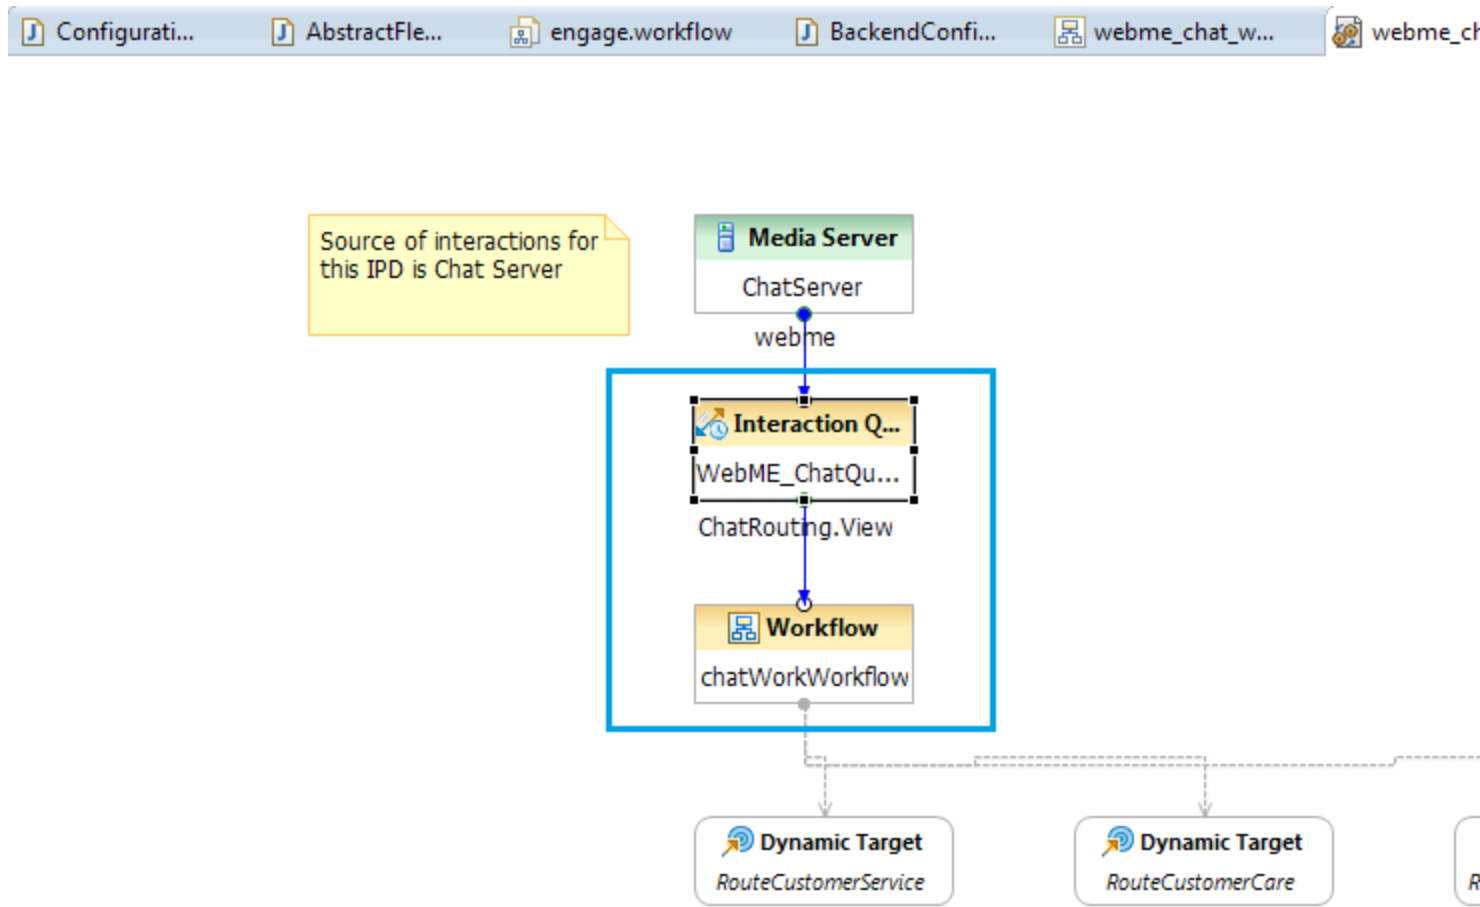 Configurati...
AbstractFle...
engage.workflow
BackendConfi...
webme_chat_w...
webme_ch
Source of interactions for
this IPD is Chat Server
Media Server
ChatServer
webme
Interaction Q...
WebME_ChatQu...
ChatRouting.View
Workflow
chatWorkWorkflow
Dynamic Target
RouteCustomerService
Dynamic Target
RouteCustomerCare
R